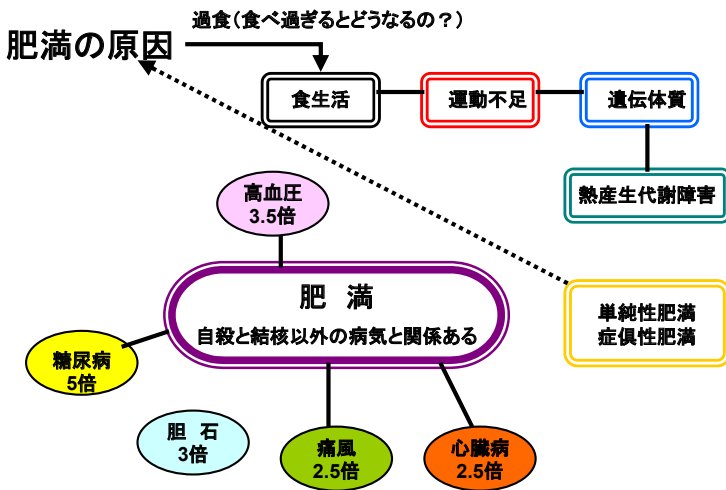 過食(食べ過ぎるとどうなるの?)
肥満の原因
食生活
運動不足
遺伝体質
熱産生代謝障害
高血圧
3.5倍
肥 満
自殺と結核以外の病気と関係ある
単純性肥満
症倶性肥満
糖尿病
5倍
胆 石
3倍
痛風
2.5倍
心臓病
2.5倍